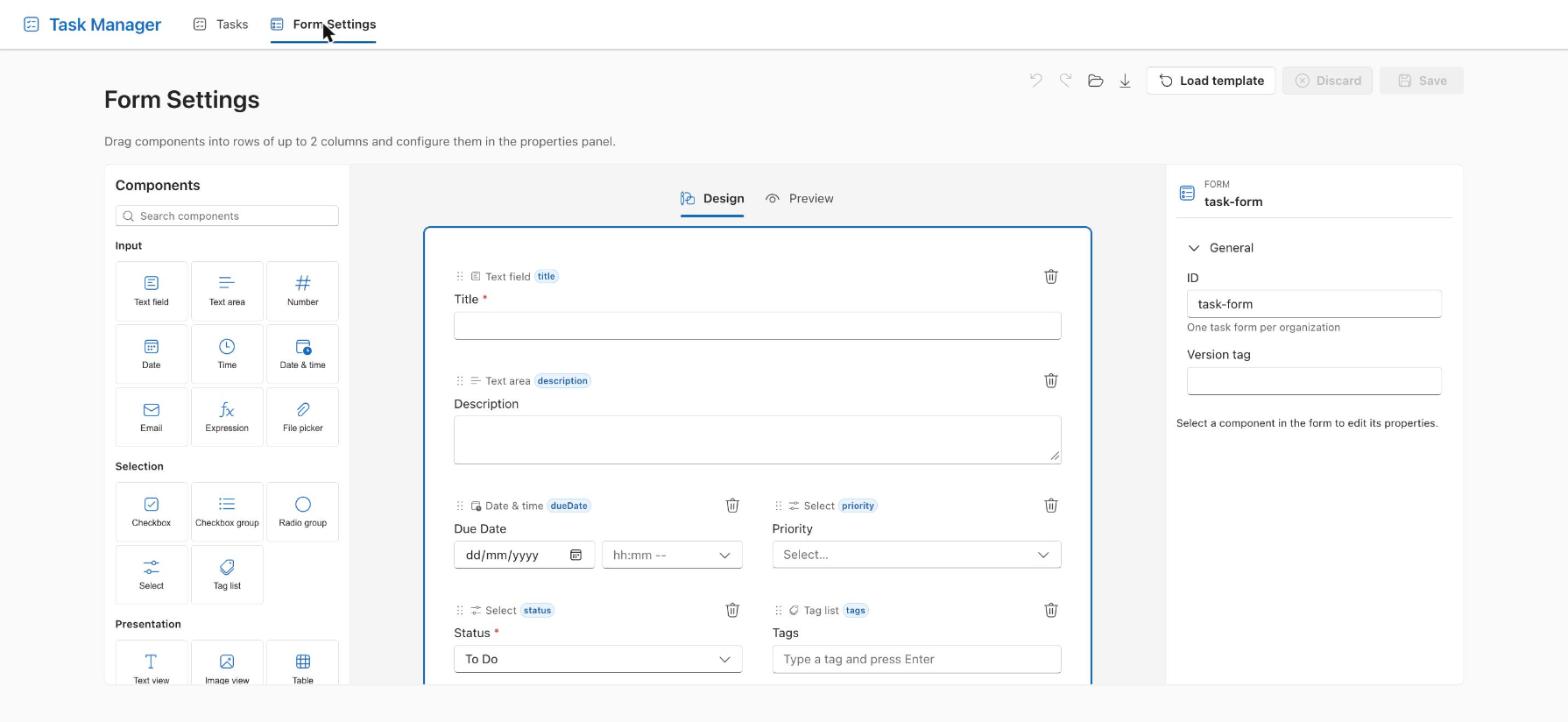 Task Manager
Tasks
Form Settings
Load template
Discard
Save
Form Settings
Drag components into rows of up to 2 columns and configure them in the properties panel.
Components
Search components
Input
Text field
Text area
Number
Date
Time
Date & time
Email
Expression
File picker
Selection
Checkbox
Checkbox group
Radio group
Select
Tag list
Presentation
Text view
Image view
Table
Design
Preview
Text field title
Title *
Text area description
Description
Date & time dueDate
Due Date
dd/mm/yyyy
hh:mm --
Select priority
Priority
Select...
Select status
Status *
To Do
Tag list tags
Tags
Type a tag and press Enter
FORM
task-form
General
ID
task-form
One task form per organization
Version tag
Select a component in the form to edit its properties.